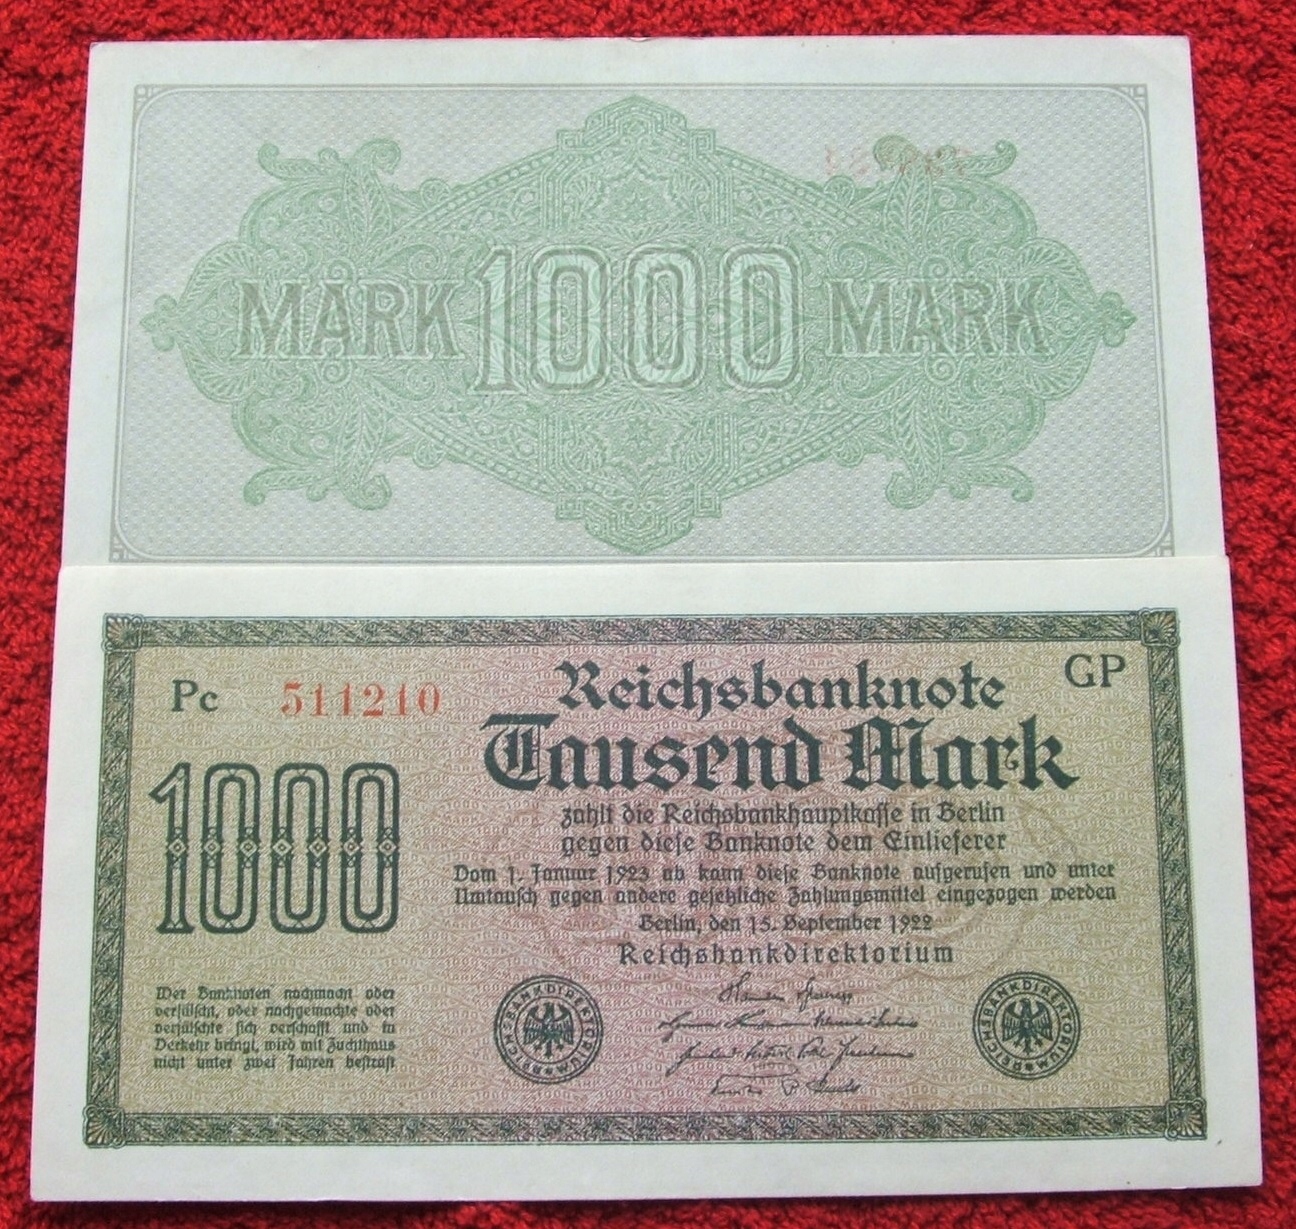 MARK 1000 MARK
Pc 511210
GP
Reichsbanknote
Tausend Mark
1000
zahlt die Reichsbankhauptkasse in Berlin
gegen diese Banknote dem Einlieferer
Vom 1. Januar 1923 ab kann diese Banknote aufgerufen und unter
Umtausch gegen andere gesetzliche Zahlungsmittel eingezogen werden
Berlin, den 15. September 1922
Reichsbankdirektorium
Wer Banknoten nachmacht oder
verfälscht, oder nachgemachte oder
verfälschte sich verschafft und in
Verkehr bringt, wird mit Zuchthaus
nicht unter zwei Jahren bestraft
REICHSBANKDIREKTORIUM
REICHSBANKDIREKTORIUM